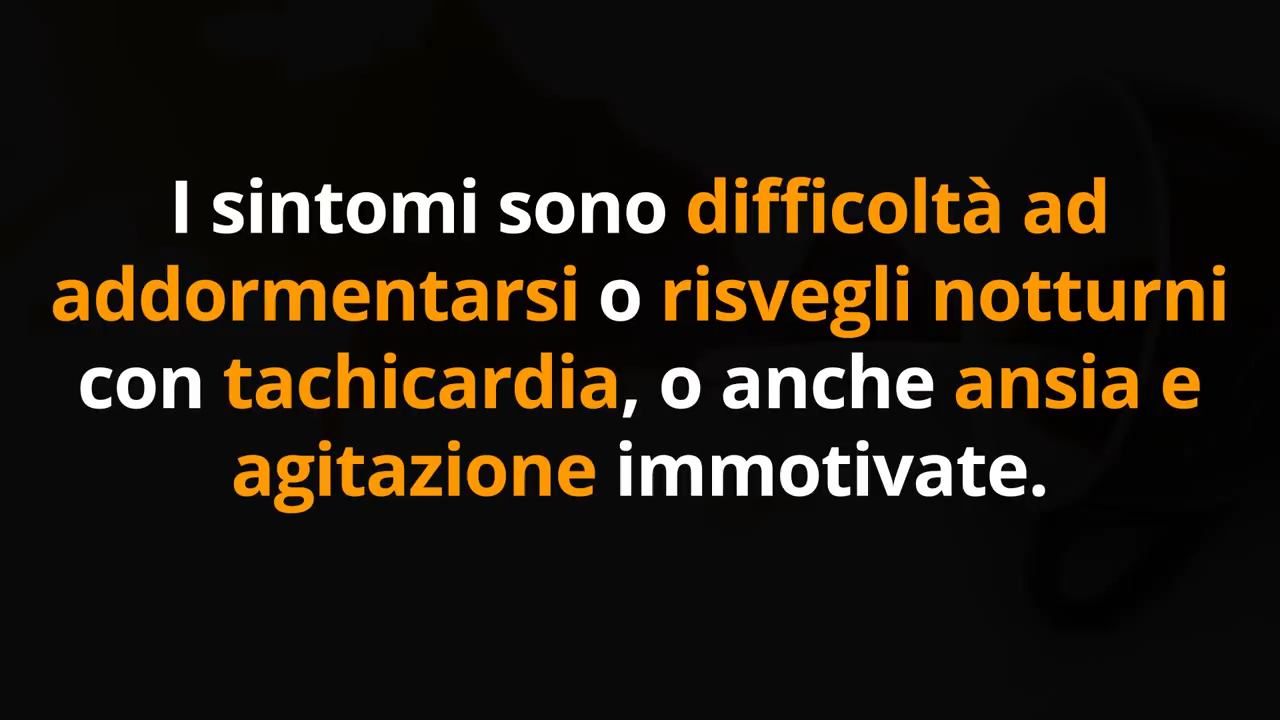 I sintomi sono difficoltà ad
addormentarsi o risvegli notturni
con tachicardia, o anche ansia e
agitazione immotivate.